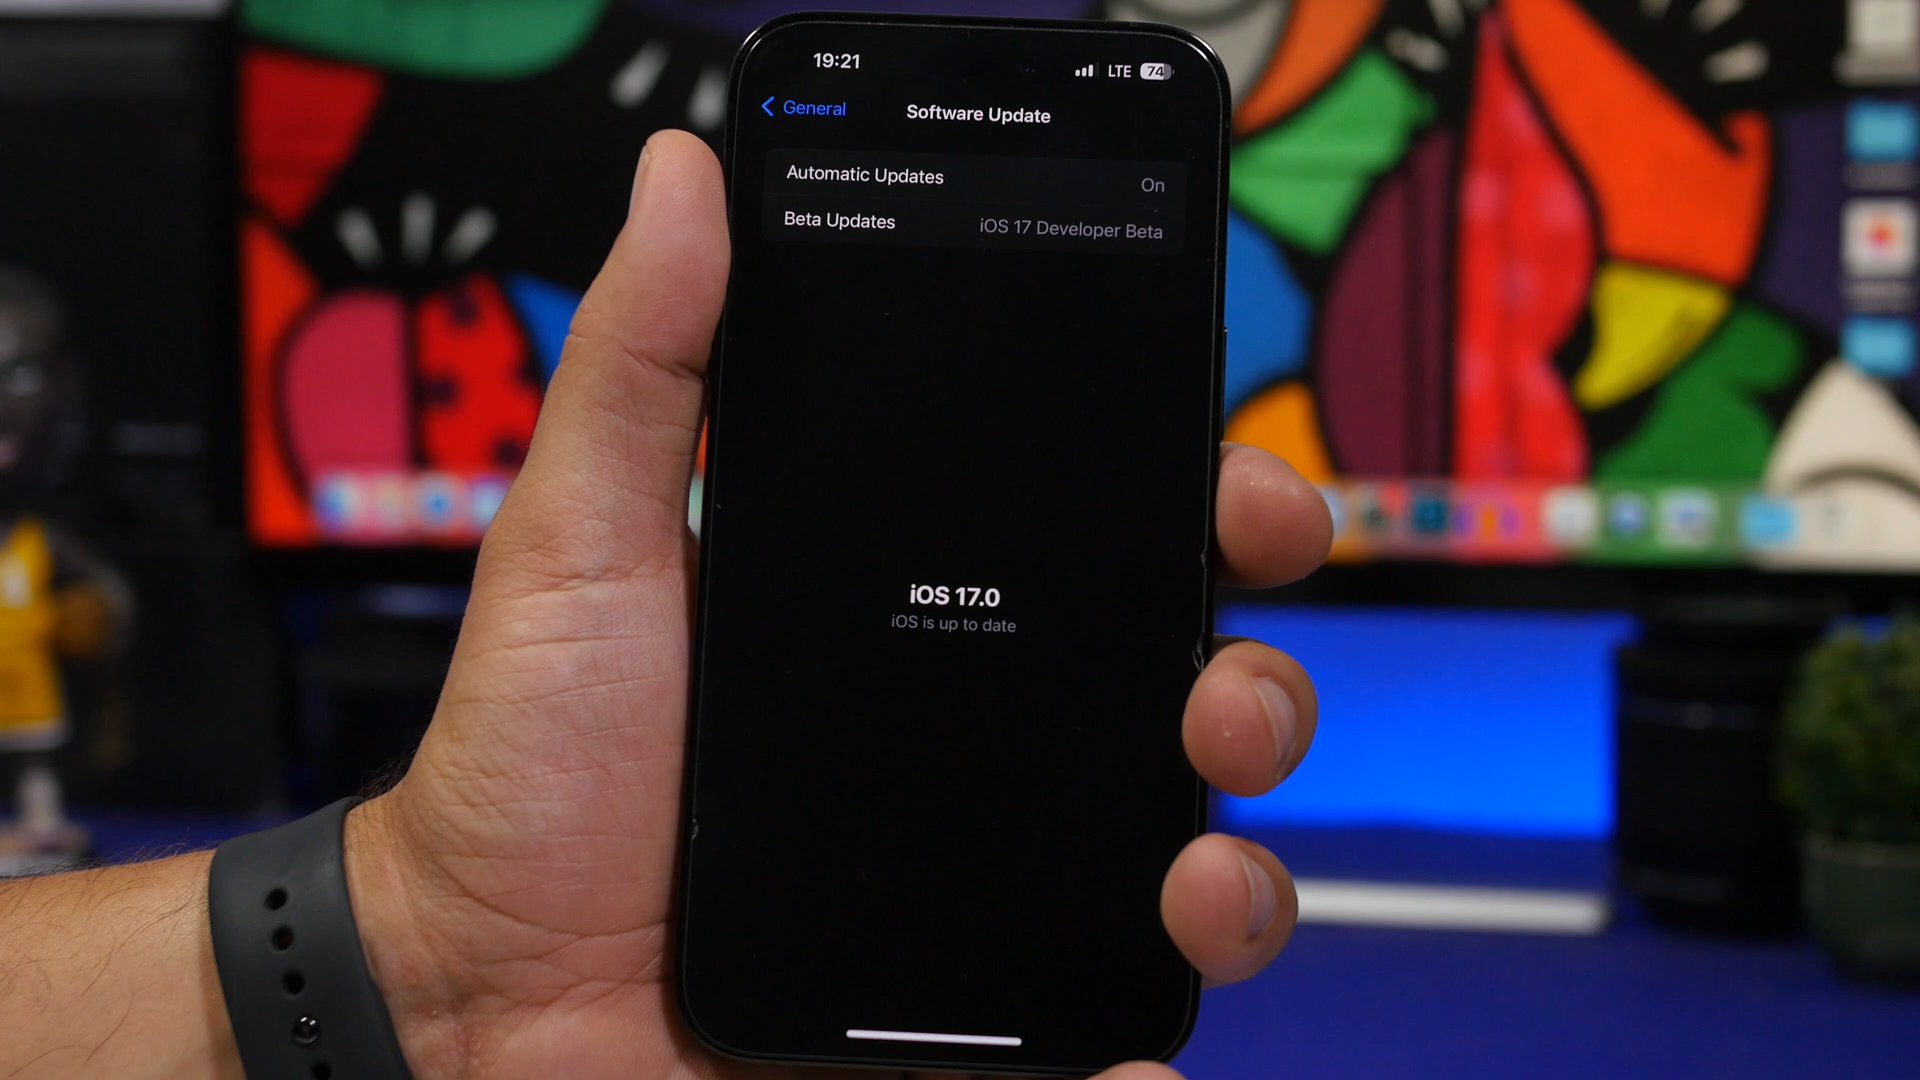 19:21 LTE 74
General Software Update
Automatic Updates On
Beta Updates iOS 17 Developer Beta
iOS 17.0
iOS is up to date